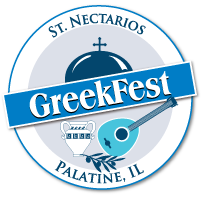 St. Nectarios
GreekFest
Palatine, IL